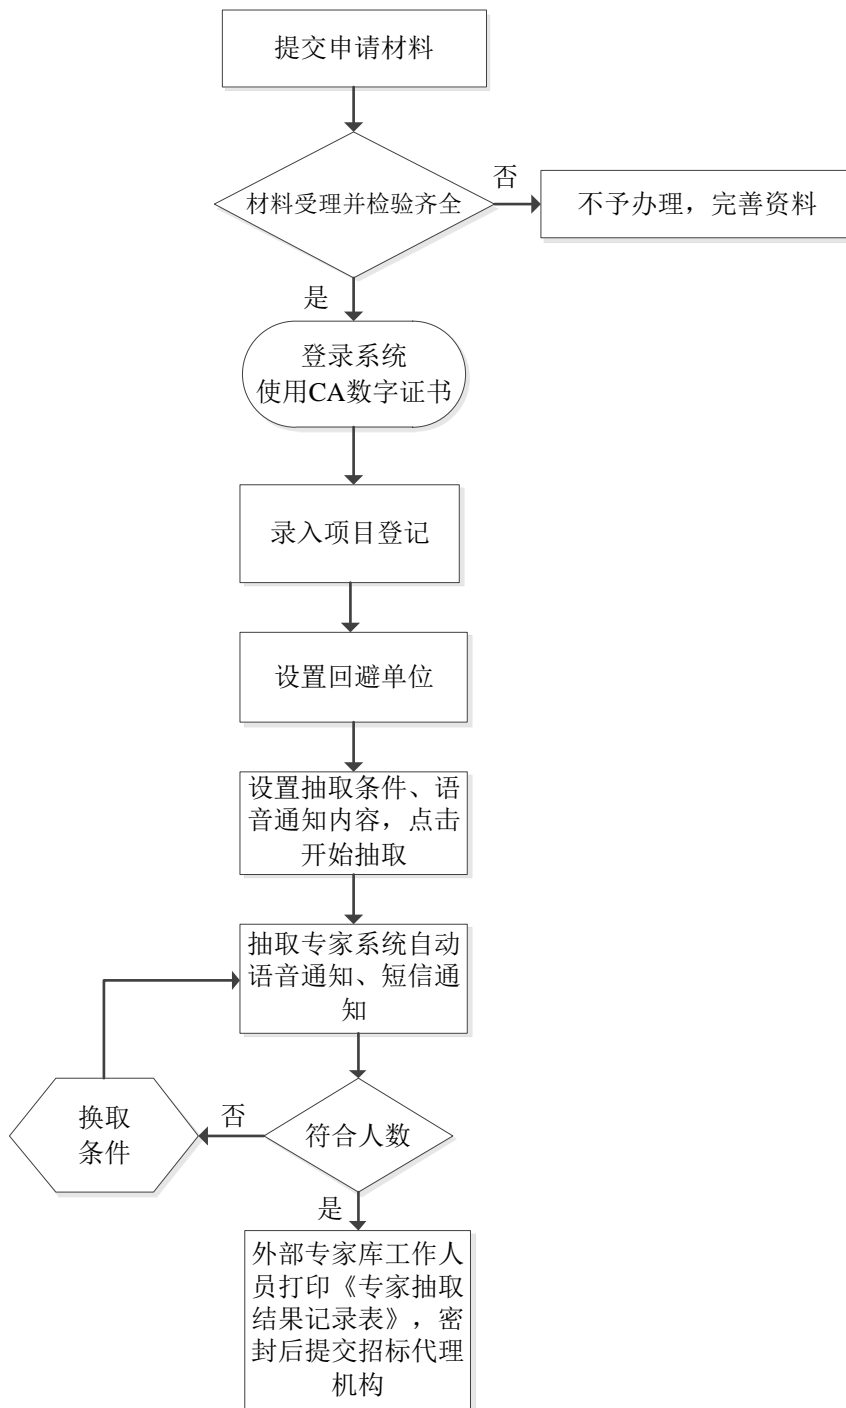 提交申请材料
材料受理并检验齐全
否
不予办理，完善资料
是
登录系统
使用CA数字证书
录入项目登记
设置回避单位
设置抽取条件、语
音通知内容，点击
开始抽取
抽取专家系统自动
语音通知、短信通
知
换取
条件
否
符合人数
是
外部专家库工作人
员打印《专家抽取
结果记录表》，密
封后提交招标代理
机构